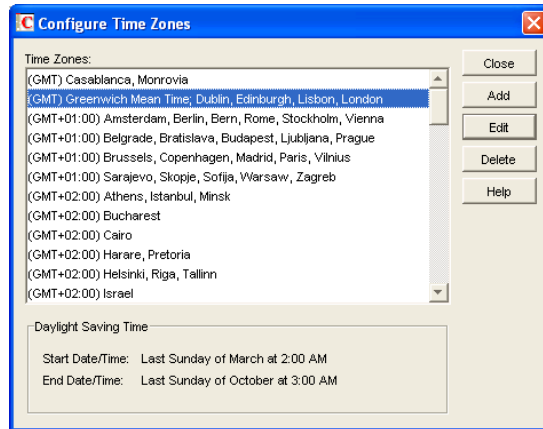 Configure Time Zones
Time Zones:
(GMT) Casablanca, Monrovia
(GMT) Greenwich Mean Time; Dublin, Edinburgh, Lisbon, London
(GMT+01:00) Amsterdam, Berlin, Bern, Rome, Stockholm, Vienna
(GMT+01:00) Belgrade, Bratislava, Budapest, Ljubljana, Prague
(GMT+01:00) Brussels, Copenhagen, Madrid, Paris, Vilnius
(GMT+01:00) Sarajevo, Skopje, Sofija, Warsaw, Zagreb
(GMT+02:00) Athens, Istanbul, Minsk
(GMT+02:00) Bucharest
(GMT+02:00) Cairo
(GMT+02:00) Harare, Pretoria
(GMT+02:00) Helsinki, Riga, Tallinn
(GMT+02:00) Israel
Close
Add
Edit
Delete
Help
Daylight Saving Time
Start Date/Time: Last Sunday of March at 2:00 AM
End Date/Time: Last Sunday of October at 3:00 AM